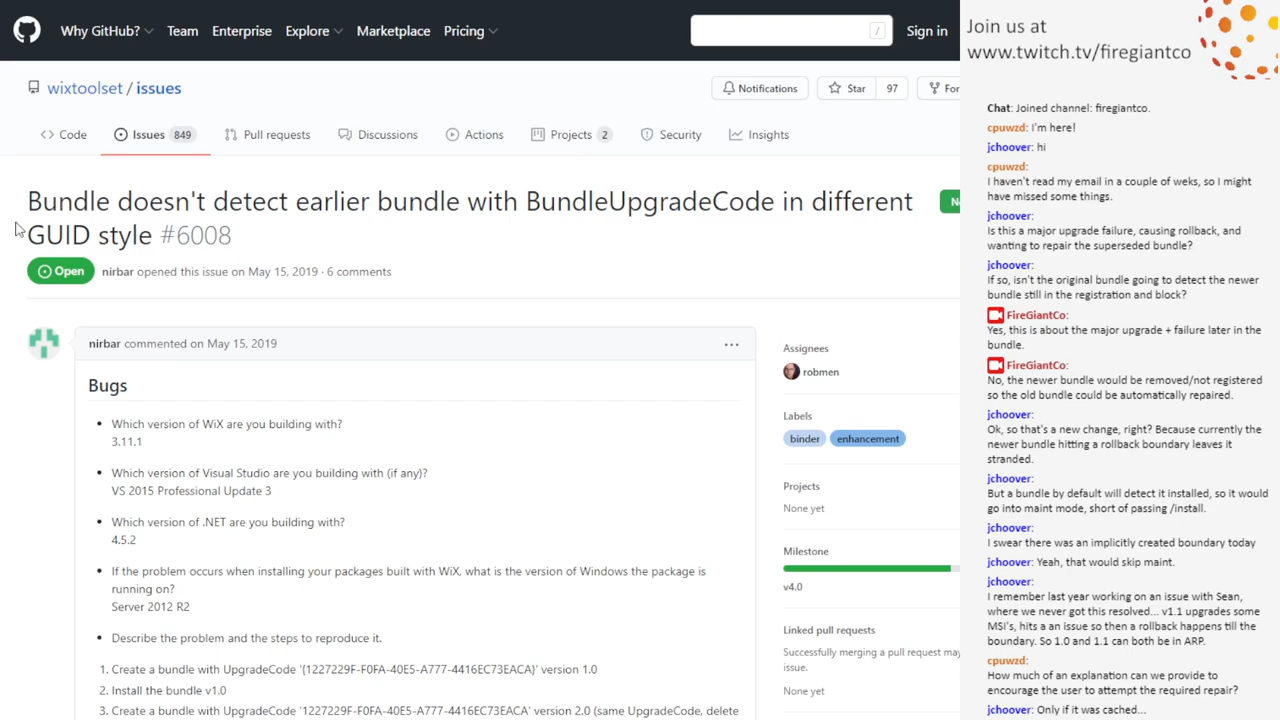 Why GitHub? Team Enterprise Explore Marketplace Pricing / Sign in
wixtoolset / issues
Notifications Star 97 For
Code Issues 849 Pull requests Discussions Actions Projects 2 Security Insights
Bundle doesn't detect earlier bundle with BundleUpgradeCode in different
GUID style #6008
Open nirbar opened this issue on May 15, 2019 · 6 comments
nirbar commented on May 15, 2019
Bugs
• Which version of WiX are you building with?
3.11.1
• Which version of Visual Studio are you building with (if any)?
VS 2015 Professional Update 3
• Which version of .NET are you building with?
4.5.2
• If the problem occurs when installing your packages built with WiX, what is the version of Windows the package is
running on?
Server 2012 R2
• Describe the problem and the steps to reproduce it.
1. Create a bundle with UpgradeCode '{1227229F-F0FA-40E5-A777-4416EC73EACA}' version 1.0
2. Install the bundle v1.0
3. Create a bundle with UpgradeCode '1227229F-F0FA-40E5-A777-4416EC73EACA' version 2.0 (same UpgradeCode, delete
Assignees
robmen
Labels
binder enhancement
Projects
None yet
Milestone
v4.0
Linked pull requests
Successfully merging a pull request may
issue.
None yet
Join us at
www.twitch.tv/firegiantco
Chat: Joined channel: firegiantco.
cpuwzd: I'm here!
jchoover: hi
cpuwzd:
I haven't read my email in a couple of weks, so I might
have missed some things.
jchoover:
Is this a major upgrade failure, causing rollback, and
wanting to repair the superseded bundle?
jchoover:
If so, isn't the original bundle going to detect the newer
bundle still in the registration and block?
FireGiantCo:
Yes, this is about the major upgrade + failure later in the
bundle.
FireGiantCo:
No, the newer bundle would be removed/not registered
so the old bundle could be automatically repaired.
jchoover:
Ok, so that's a new change, right? Because currently the
newer bundle hitting a rollback boundary leaves it
stranded.
jchoover:
But a bundle by default will detect it installed, so it would
go into maint mode, short of passing /install.
jchoover:
I swear there was an implicitly created boundary today
jchoover: Yeah, that would skip maint.
jchoover:
I remember last year working on an issue with Sean,
where we never got this resolved... v1.1 upgrades some
MSI's, hits a an issue so then a rollback happens till the
boundary. So 1.0 and 1.1 can both be in ARP.
cpuwzd:
How much of an explanation can we provide to
encourage the user to attempt the required repair?
jchoover: Only if it was cached...